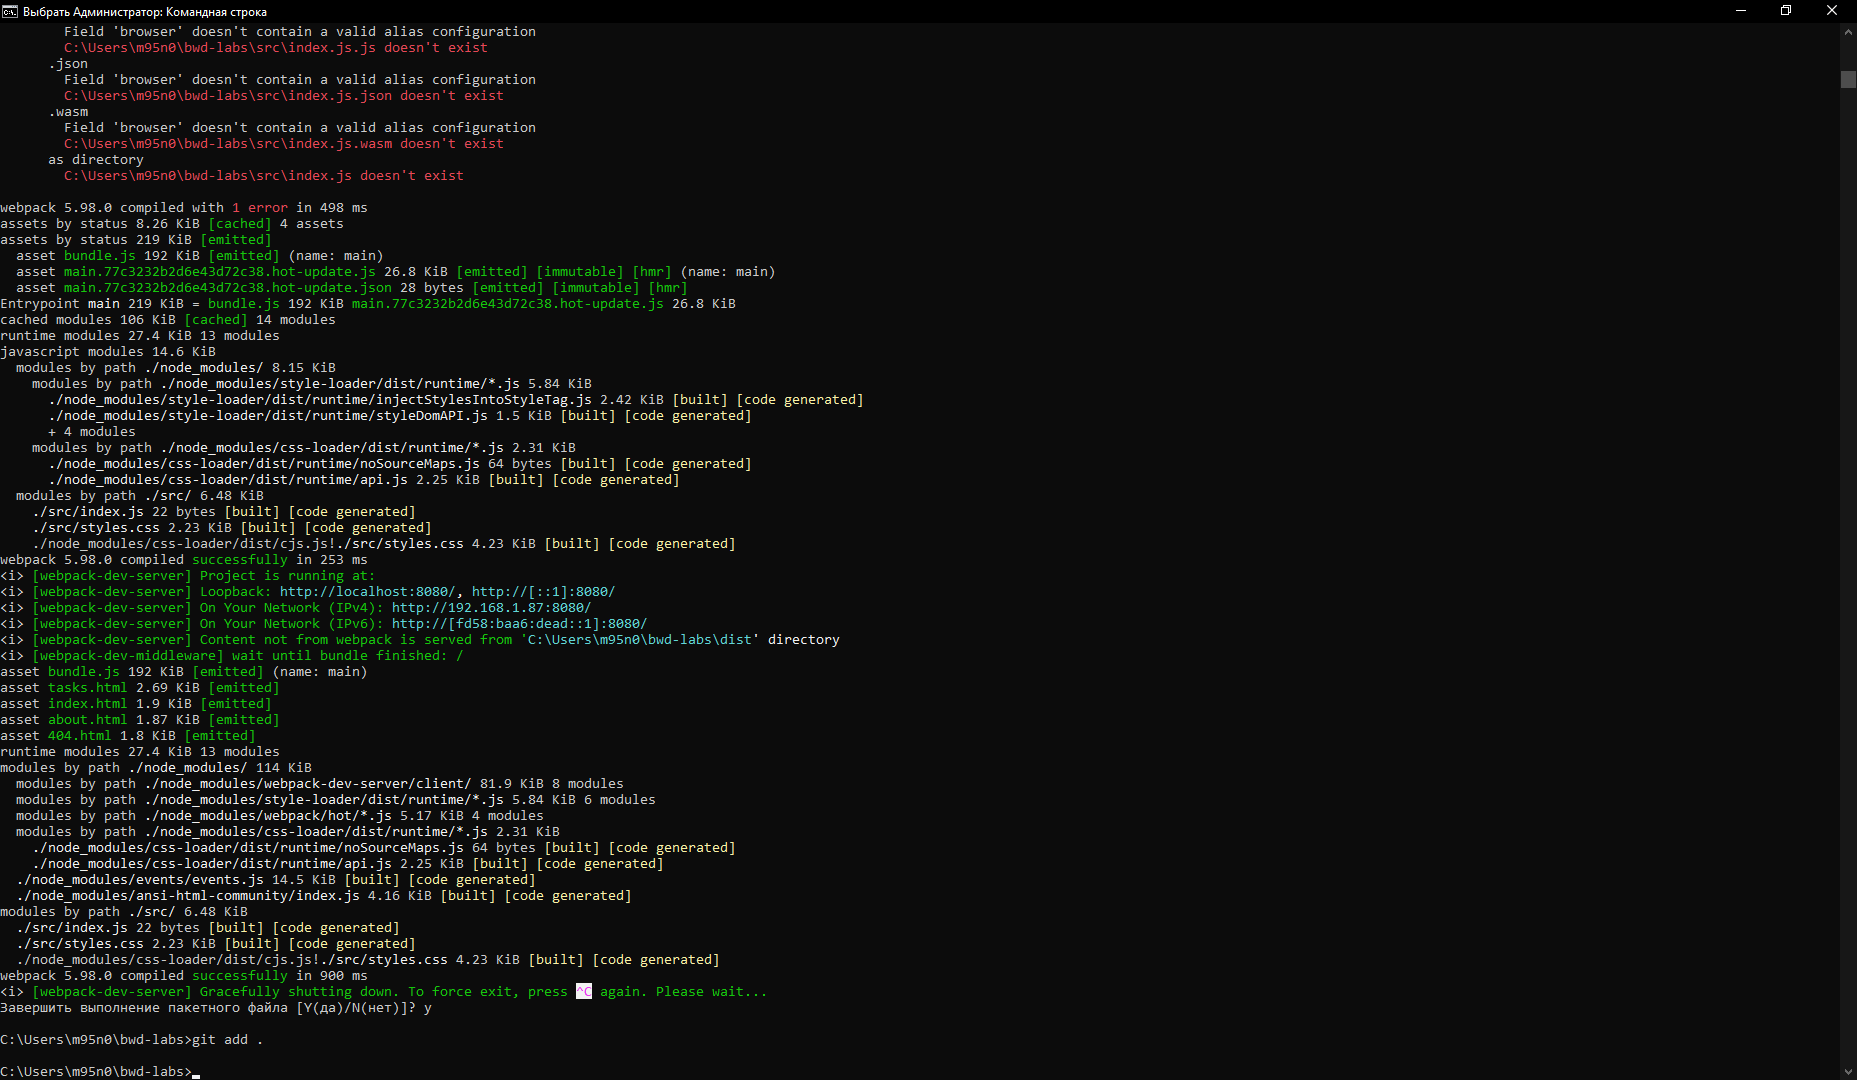 Выбрать Администратор: Командная строка
Field 'browser' doesn't contain a valid alias configuration
C:\Users\m95n0\bwd-labs\src\index.js.js doesn't exist
.json
Field 'browser' doesn't contain a valid alias configuration
C:\Users\m95n0\bwd-labs\src\index.js.json doesn't exist
.wasm
Field 'browser' doesn't contain a valid alias configuration
C:\Users\m95n0\bwd-labs\src\index.js.wasm doesn't exist
as directory
C:\Users\m95n0\bwd-labs\src\index.js doesn't exist
webpack 5.98.0 compiled with 1 error in 498 ms
assets by status 8.26 KiB [cached] 4 assets
assets by status 219 KiB [emitted]
asset bundle.js 192 KiB [emitted] (name: main)
asset main.77c3232b2d6e43d72c38.hot-update.js 26.8 KiB [emitted] [immutable] [hmr] (name: main)
asset main.77c3232b2d6e43d72c38.hot-update.json 28 bytes [emitted] [immutable] [hmr]
Entrypoint main 219 KiB = bundle.js 192 KiB main.77c3232b2d6e43d72c38.hot-update.js 26.8 KiB
cached modules 106 KiB [cached] 14 modules
runtime modules 27.4 KiB 13 modules
javascript modules 14.6 KiB
modules by path ./node_modules/ 8.15 KiB
modules by path ./node_modules/style-loader/dist/runtime/*.js 5.84 KiB
./node_modules/style-loader/dist/runtime/injectStylesIntoStyleTag.js 2.42 KiB [built] [code generated]
./node_modules/style-loader/dist/runtime/styleDomAPI.js 1.5 KiB [built] [code generated]
+ 4 modules
modules by path ./node_modules/css-loader/dist/runtime/*.js 2.31 KiB
./node_modules/css-loader/dist/runtime/noSourceMaps.js 64 bytes [built] [code generated]
./node_modules/css-loader/dist/runtime/api.js 2.25 KiB [built] [code generated]
modules by path ./src/ 6.48 KiB
./src/index.js 22 bytes [built] [code generated]
./src/styles.css 2.23 KiB [built] [code generated]
./node_modules/css-loader/dist/cjs.js!./src/styles.css 4.23 KiB [built] [code generated]
webpack 5.98.0 compiled successfully in 253 ms
<i> [webpack-dev-server] Project is running at:
<i> [webpack-dev-server] Loopback: http://localhost:8080/, http://[::1]:8080/
<i> [webpack-dev-server] On Your Network (IPv4): http://192.168.1.87:8080/
<i> [webpack-dev-server] On Your Network (IPv6): http://[fd58:baa6:dead::1]:8080/
<i> [webpack-dev-server] Content not from webpack is served from 'C:\Users\m95n0\bwd-labs\dist' directory
<i> [webpack-dev-middleware] wait until bundle finished: /
asset bundle.js 192 KiB [emitted] (name: main)
asset tasks.html 2.69 KiB [emitted]
asset index.html 1.9 KiB [emitted]
asset about.html 1.87 KiB [emitted]
asset 404.html 1.8 KiB [emitted]
runtime modules 27.4 KiB 13 modules
modules by path ./node_modules/ 114 KiB
modules by path ./node_modules/webpack-dev-server/client/ 81.9 KiB 8 modules
modules by path ./node_modules/style-loader/dist/runtime/*.js 5.84 KiB 6 modules
modules by path ./node_modules/webpack/hot/*.js 5.17 KiB 4 modules
modules by path ./node_modules/css-loader/dist/runtime/*.js 2.31 KiB
./node_modules/css-loader/dist/runtime/noSourceMaps.js 64 bytes [built] [code generated]
./node_modules/css-loader/dist/runtime/api.js 2.25 KiB [built] [code generated]
./node_modules/events/events.js 14.5 KiB [built] [code generated]
./node_modules/ansi-html-community/index.js 4.16 KiB [built] [code generated]
modules by path ./src/ 6.48 KiB
./src/index.js 22 bytes [built] [code generated]
./src/styles.css 2.23 KiB [built] [code generated]
./node_modules/css-loader/dist/cjs.js!./src/styles.css 4.23 KiB [built] [code generated]
webpack 5.98.0 compiled successfully in 900 ms
<i> [webpack-dev-server] Gracefully shutting down. To force exit, press ^C again. Please wait...
Завершить выполнение пакетного файла [Y(да)/N(нет)]? y
C:\Users\m95n0\bwd-labs>git add .
C:\Users\m95n0\bwd-labs>